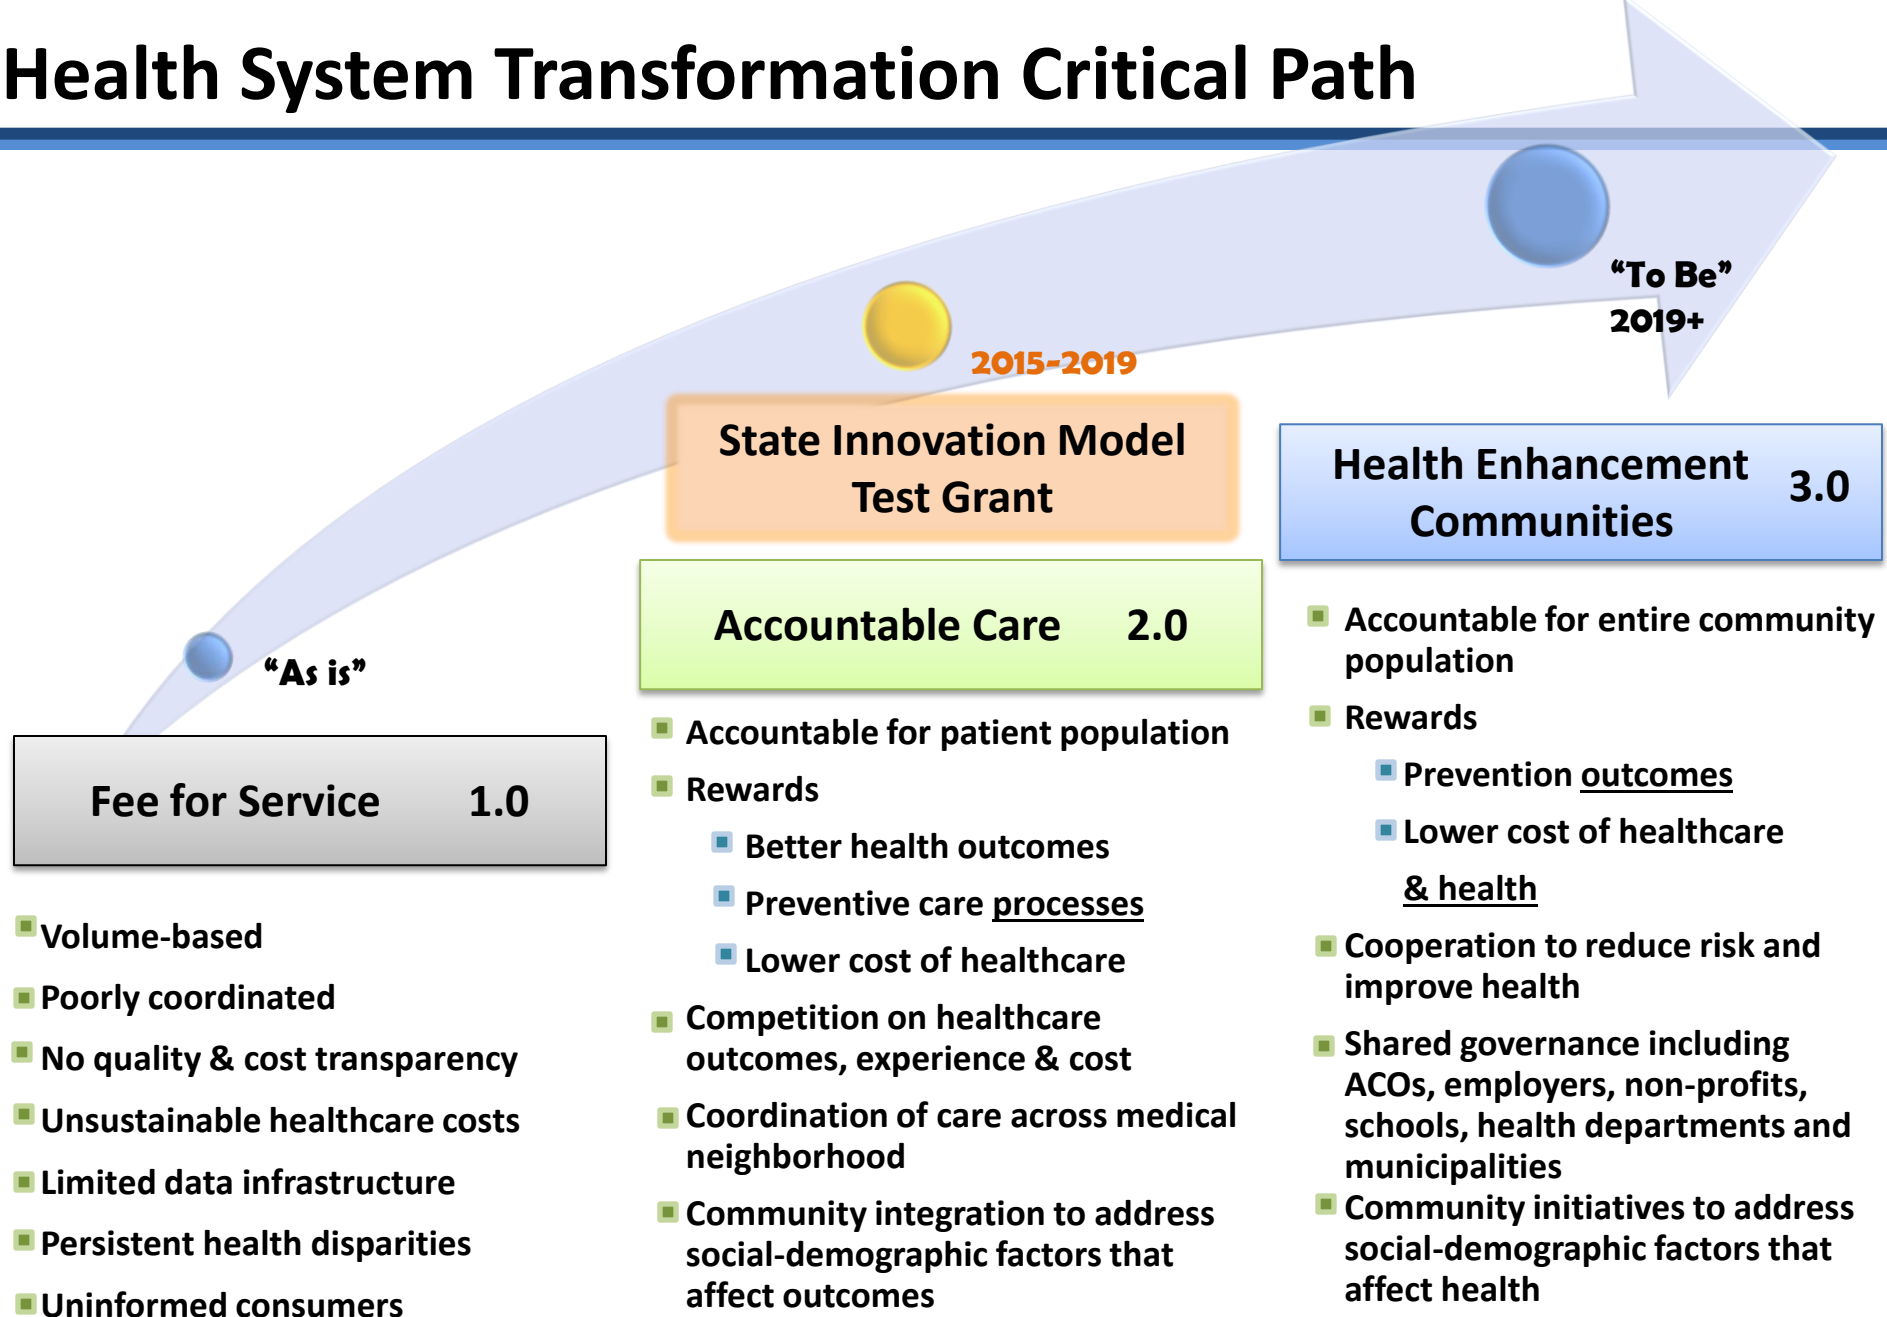 Health System Transformation Critical Path
"To Be"
2019+
2015-2019
"As is"
Fee for Service 1.0
Volume-based
Poorly coordinated
No quality & cost transparency
Unsustainable healthcare costs
Limited data infrastructure
Persistent health disparities
Uninformed consumers
State Innovation Model
Test Grant
Accountable Care 2.0
Accountable for patient population
Rewards
Better health outcomes
Preventive care processes
Lower cost of healthcare
Competition on healthcare
outcomes, experience & cost
Coordination of care across medical
neighborhood
Community integration to address
social-demographic factors that
affect outcomes
Health Enhancement
Communities
3.0
Accountable for entire community
population
Rewards
Prevention outcomes
Lower cost of healthcare
& health
Cooperation to reduce risk and
improve health
Shared governance including
ACOs, employers, non-profits,
schools, health departments and
municipalities
Community initiatives to address
social-demographic factors that
affect health